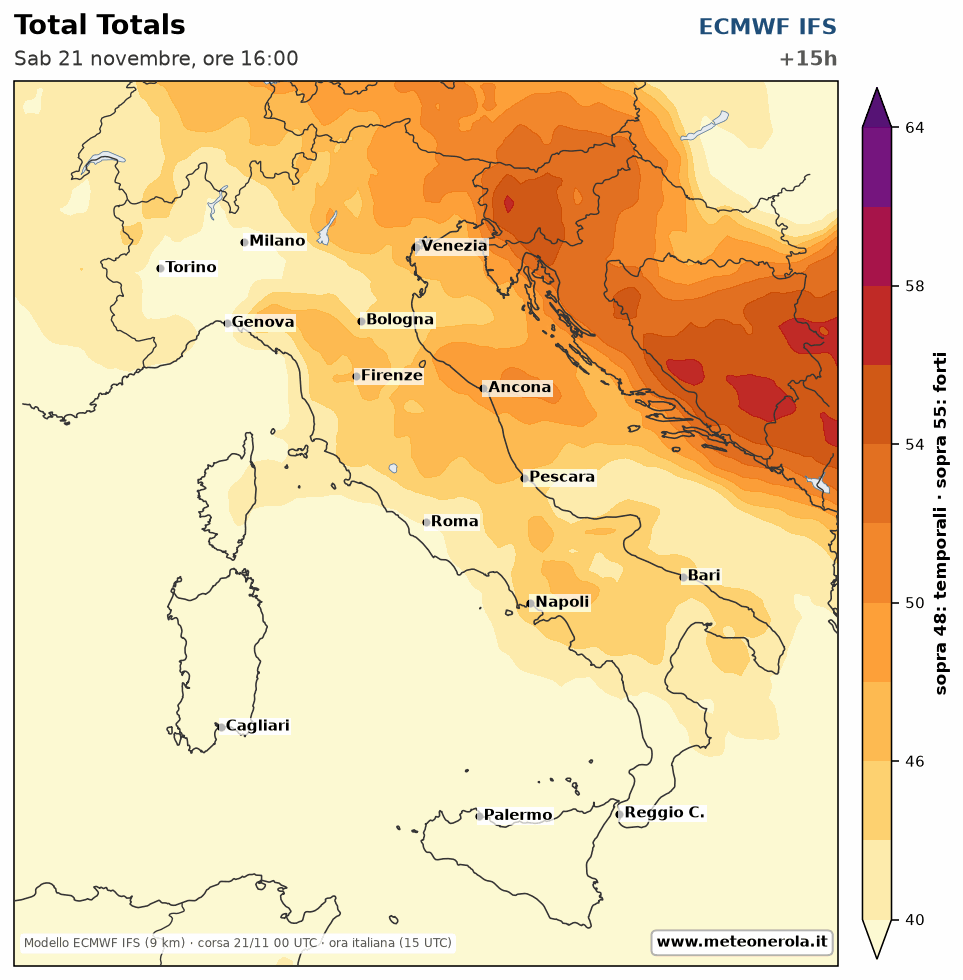 Total Totals
ECMWF IFS
Sab 21 novembre, ore 16:00
+15h
64
58
54
50
46
40
sopra 48: temporali · sopra 55: forti
Milano
Venezia
Torino
Genova
Bologna
Firenze
Ancona
Pescara
Roma
Bari
Napoli
Cagliari
Palermo
Reggio C.
Modello ECMWF IFS (9 km) · corsa 21/11 00 UTC · ora italiana (15 UTC)
www.meteonerola.it